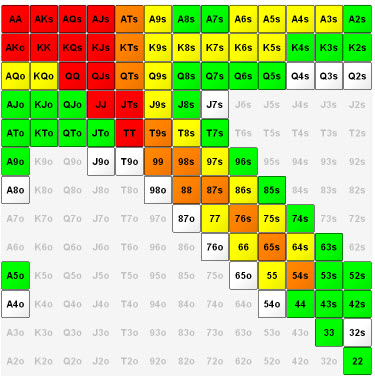 AA AKs AQs AJs ATs A9s A8s A7s A6s A5s A4s A3s A2s
AKo KK KQs KJs KTs K9s K8s K7s K6s K5s K4s K3s K2s
AQo KQo QQ QJs QTs Q9s Q8s Q7s Q6s Q5s Q4s Q3s Q2s
AJo KJo QJo JJ JTs J9s J8s J7s J6s J5s J4s J3s J2s
ATo KTo QTo JTo TT T9s T8s T7s T6s T5s T4s T3s T2s
A9o K9o Q9o J9o T9o 99 98s 97s 96s 95s 94s 93s 92s
A8o K8o Q8o J8o T8o 98o 88 87s 86s 85s 84s 83s 82s
A7o K7o Q7o J7o T7o 97o 87o 77 76s 75s 74s 73s 72s
A6o K6o Q6o J6o T6o 96o 86o 76o 66 65s 64s 63s 62s
A5o K5o Q5o J5o T5o 95o 85o 75o 65o 55 54s 53s 52s
A4o K4o Q4o J4o T4o 94o 84o 74o 64o 54o 44 43s 42s
A3o K3o Q3o J3o T3o 93o 83o 73o 63o 53o 43o 33 32s
A2o K2o Q2o J2o T2o 92o 82o 72o 62o 52o 42o 32o 22